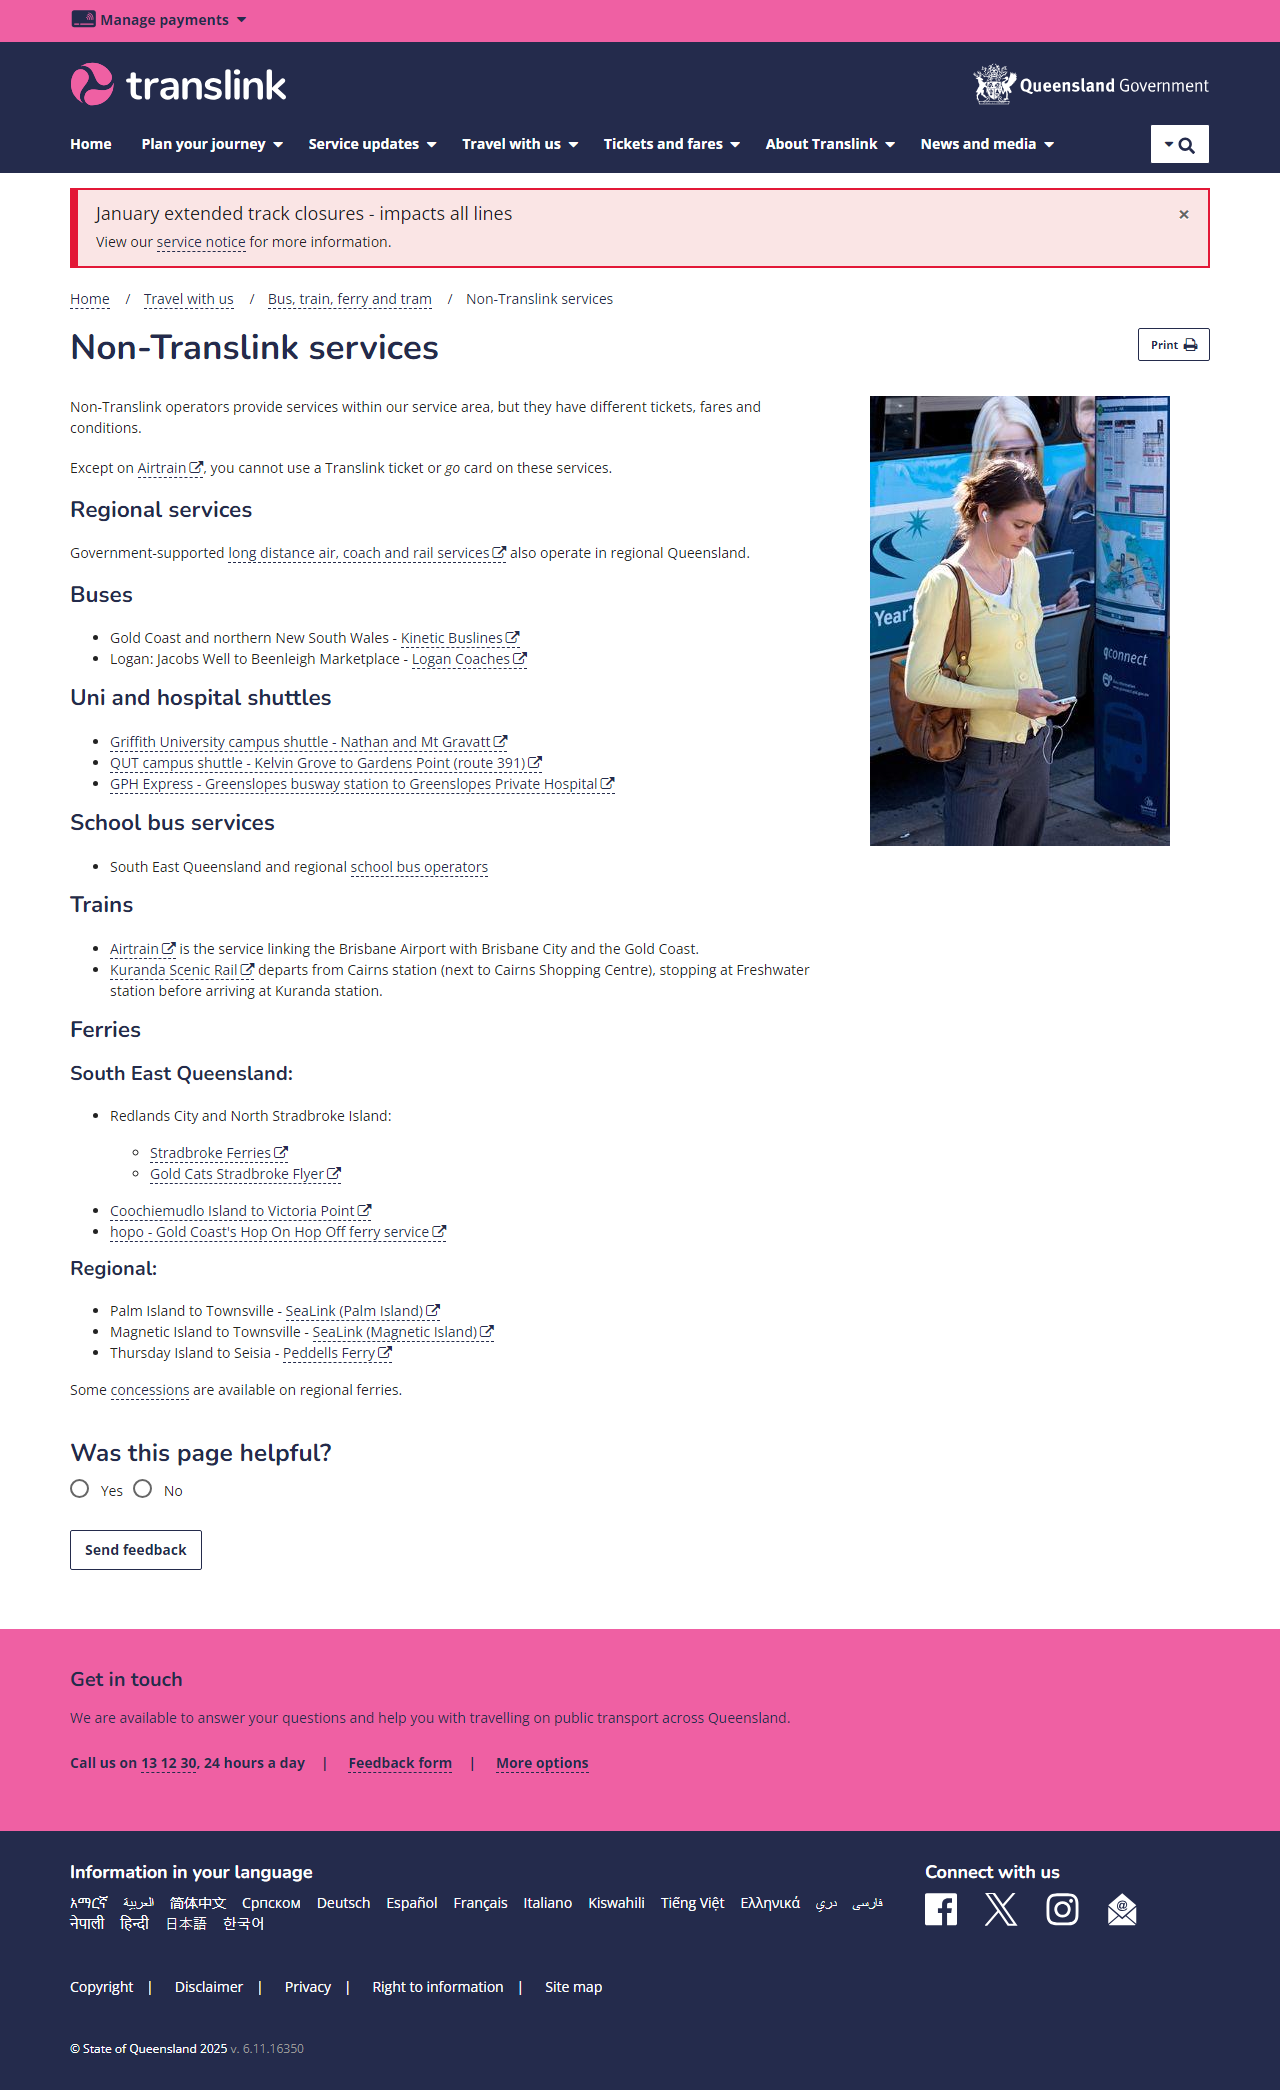 Manage payments
translink
Queensland Government
Home Plan your journey Service updates Travel with us Tickets and fares About Translink News and media
January extended track closures - impacts all lines
×
View our service notice for more information.
Home / Travel with us / Bus, train, ferry and tram / Non-Translink services
Non-Translink services
Print
Non-Translink operators provide services within our service area, but they have different tickets, fares and
conditions.
Except on Airtrain, you cannot use a Translink ticket or go card on these services.
Regional services
Government-supported long distance air, coach and rail services also operate in regional Queensland.
Buses
Gold Coast and northern New South Wales - Kinetic Buslines
Logan: Jacobs Well to Beenleigh Marketplace - Logan Coaches
Uni and hospital shuttles
Griffith University campus shuttle - Nathan and Mt Gravatt
QUT campus shuttle - Kelvin Grove to Gardens Point (route 391)
GPH Express - Greenslopes busway station to Greenslopes Private Hospital
School bus services
South East Queensland and regional school bus operators
Trains
Airtrain is the service linking the Brisbane Airport with Brisbane City and the Gold Coast.
Kuranda Scenic Rail departs from Cairns station (next to Cairns Shopping Centre), stopping at Freshwater
station before arriving at Kuranda station.
Ferries
South East Queensland:
Redlands City and North Stradbroke Island:
Stradbroke Ferries
Gold Cats Stradbroke Flyer
Coochiemudlo Island to Victoria Point
hopo - Gold Coast's Hop On Hop Off ferry service
Regional:
Palm Island to Townsville - SeaLink (Palm Island)
Magnetic Island to Townsville - SeaLink (Magnetic Island)
Thursday Island to Seisia - Peddells Ferry
Some concessions are available on regional ferries.
Year'
qconnect
Was this page helpful?
Yes No
Send feedback
Get in touch
We are available to answer your questions and help you with travelling on public transport across Queensland.
Call us on 13 12 30, 24 hours a day | Feedback form | More options
Information in your language
አማርኛ العربية 简体中文 Српском Deutsch Español Français Italiano Kiswahili Tiếng Việt Ελληνικά دري فارسی
नेपाली हिन्दी 日本語 한국어
Connect with us
Copyright | Disclaimer | Privacy | Right to information | Site map
© State of Queensland 2025 v. 6.11.16350